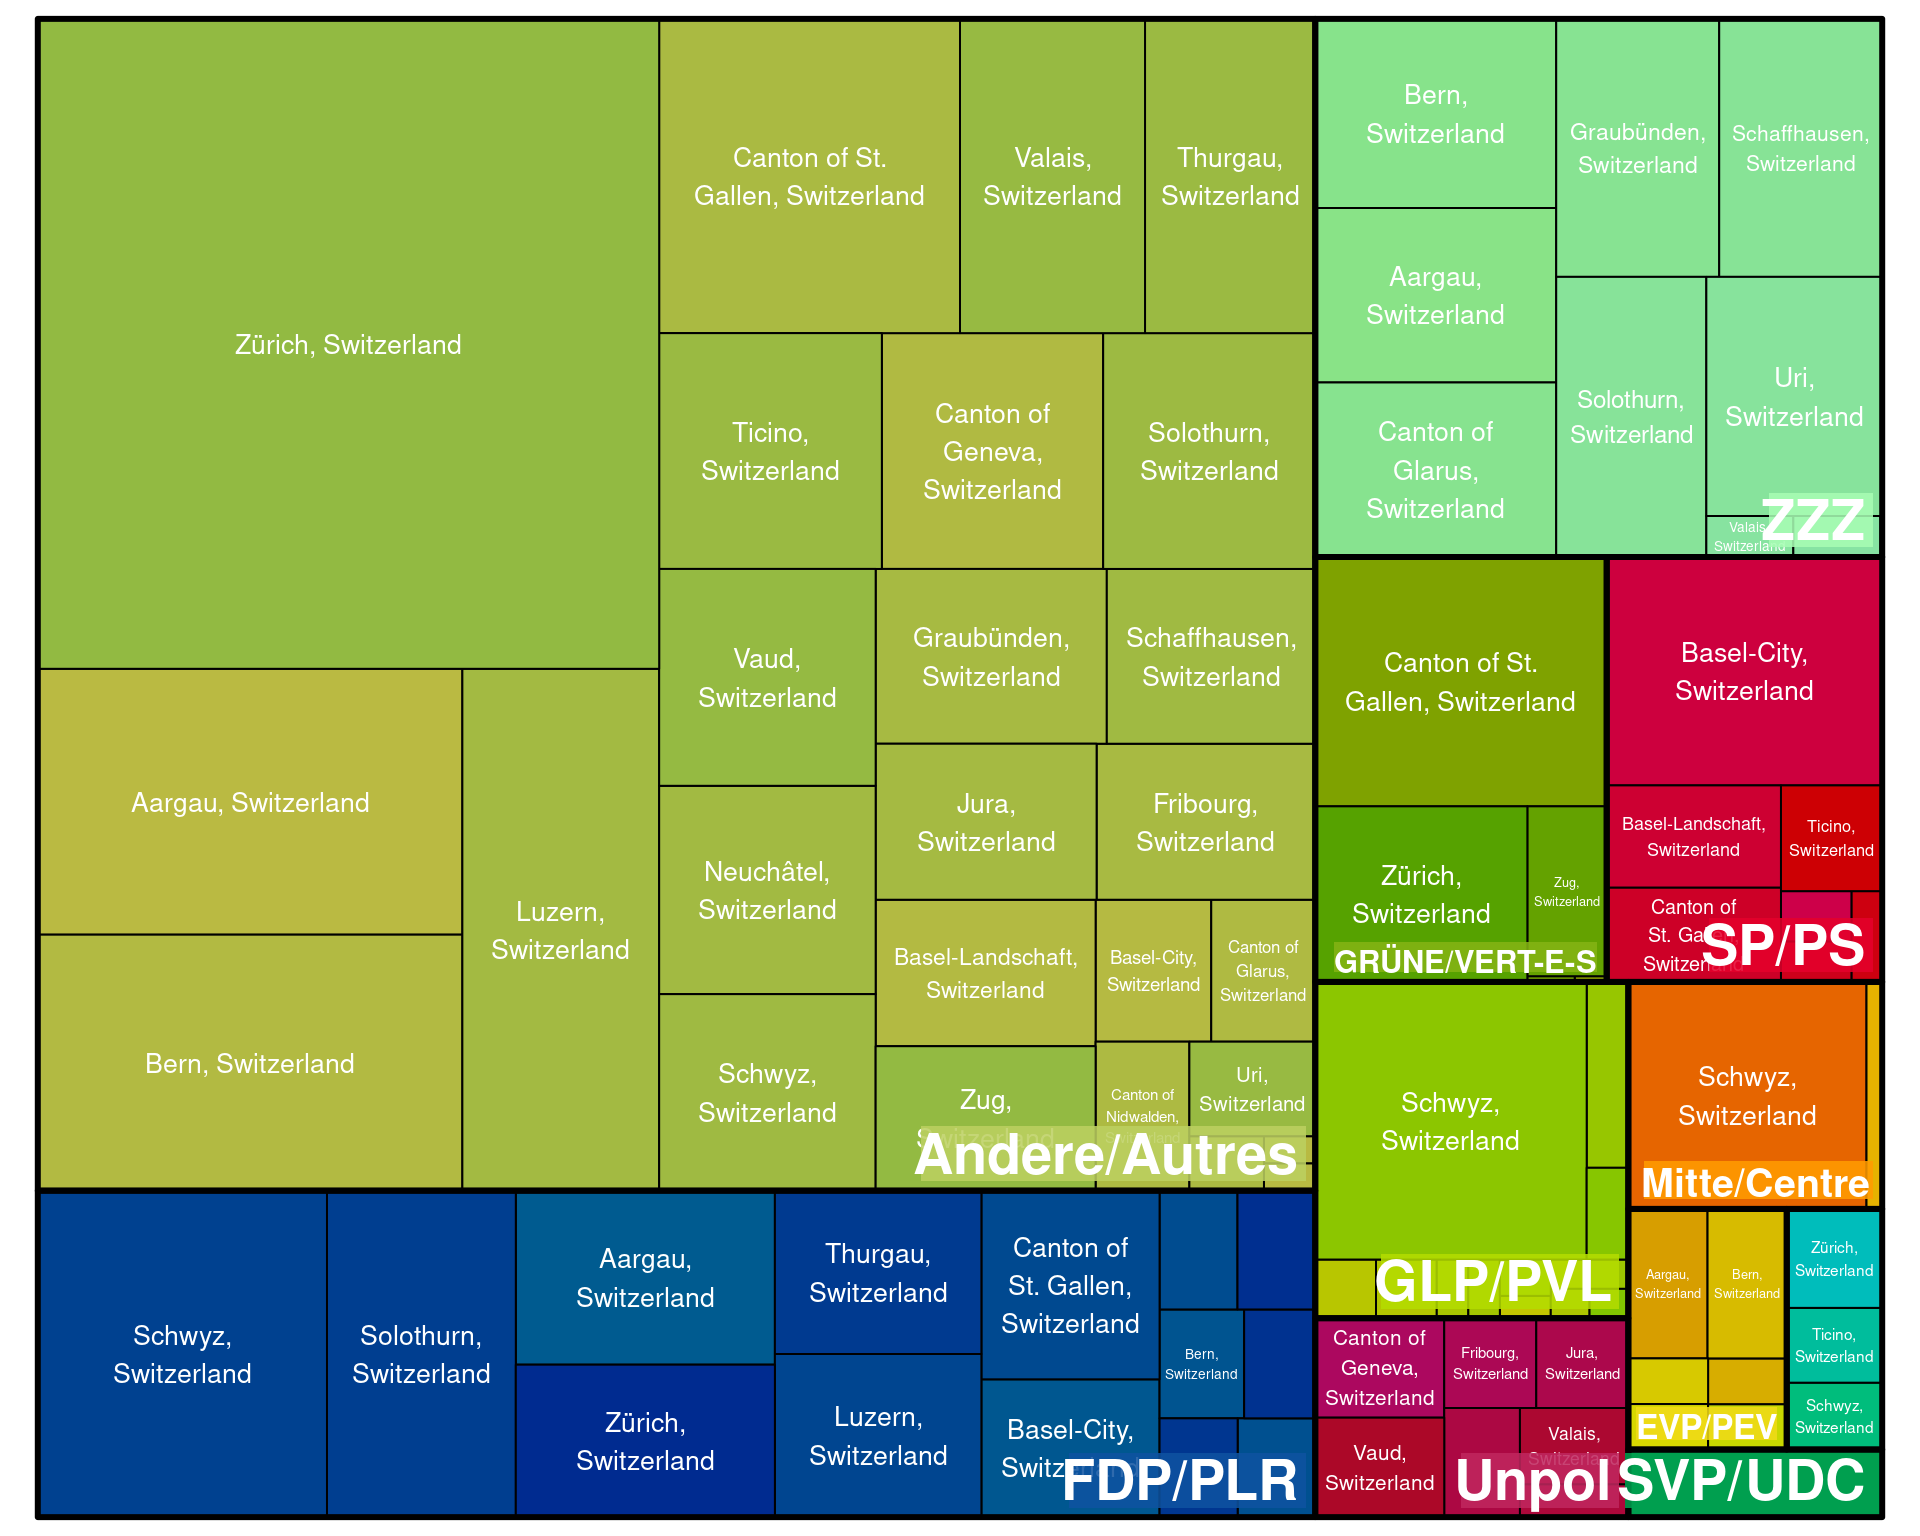 Zürich, Switzerland
Canton of St.
Gallen, Switzerland
Valais,
Switzerland
Thurgau,
Switzerland
Ticino,
Switzerland
Canton of
Geneva,
Switzerland
Solothurn,
Switzerland
Vaud,
Switzerland
Graubünden,
Switzerland
Schaffhausen,
Switzerland
Aargau, Switzerland
Luzern,
Switzerland
Neuchâtel,
Switzerland
Jura,
Switzerland
Fribourg,
Switzerland
Bern, Switzerland
Schwyz,
Switzerland
Basel-Landschaft,
Switzerland
Basel-City,
Switzerland
Canton of
Glarus,
Switzerland
Zug,
Switzerland
Canton of
Nidwalden,
Switzerland
Uri,
Switzerland
Andere/Autres
Bern,
Switzerland
Graubünden,
Switzerland
Schaffhausen,
Switzerland
Aargau,
Switzerland
Canton of
Glarus,
Switzerland
Solothurn,
Switzerland
Uri,
Switzerland
Valais,
Switzerland
ZZZ
Canton of St.
Gallen, Switzerland
Zürich,
Switzerland
Zug,
Switzerland
GRÜNE/VERT-E-S
Basel-City,
Switzerland
Basel-Landschaft,
Switzerland
Ticino,
Switzerland
Canton of
St. Gallen,
Switzerland
SP/PS
Schwyz,
Switzerland
GLP/PVL
Schwyz,
Switzerland
Mitte/Centre
Aargau,
Switzerland
Bern,
Switzerland
EVP/PEV
Zürich,
Switzerland
Ticino,
Switzerland
Schwyz,
Switzerland
SVP/UDC
Canton of
Geneva,
Switzerland
Fribourg,
Switzerland
Jura,
Switzerland
Vaud,
Switzerland
Valais,
Switzerland
Unpol
Schwyz,
Switzerland
Solothurn,
Switzerland
Aargau,
Switzerland
Zürich,
Switzerland
Thurgau,
Switzerland
Luzern,
Switzerland
Canton of
St. Gallen,
Switzerland
Basel-City,
Switzerland
Bern,
Switzerland
FDP/PLR